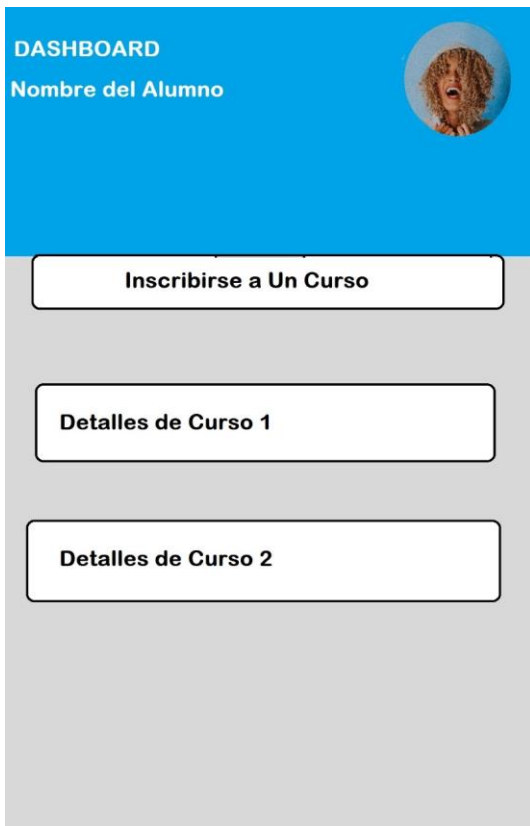 DASHBOARD
Nombre del Alumno
Inscribirse a Un Curso
Detalles de Curso 1
Detalles de Curso 2